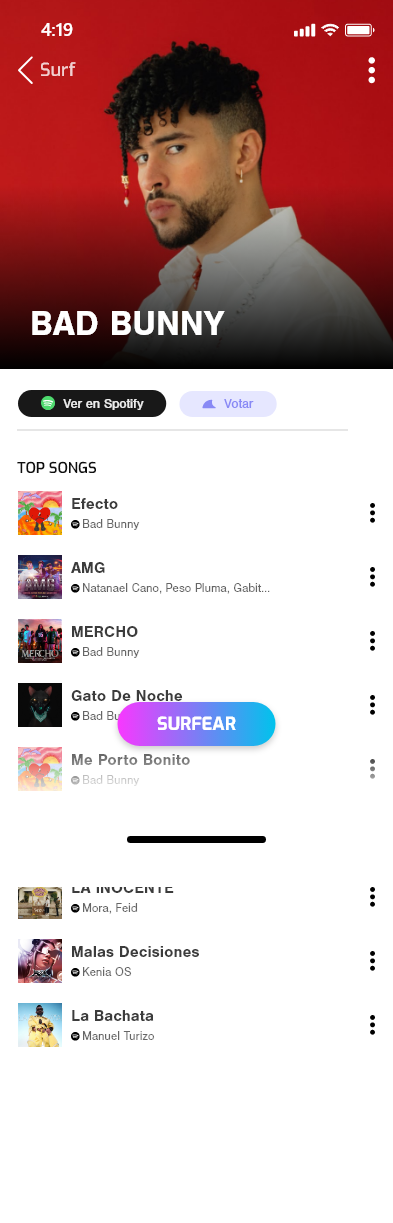 4:19
Surf
BAD BUNNY
Ver en Spotify
Votar
TOP SONGS
Efecto
Bad Bunny
AMG
Natanael Cano, Peso Pluma, Gabit...
MERCHO
Bad Bunny
Gato De Noche
Bad Bu
SURFEAR
Me Porto Bonito
Bad Bunny
LA INOCENTE
Mora, Feid
Malas Decisiones
Kenia OS
La Bachata
Manuel Turizo